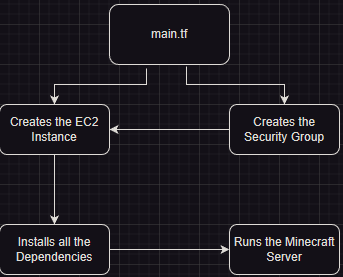 main.tf
Creates the EC2
Instance
Creates the
Security Group
Installs all the
Dependencies
Runs the Minecraft
Server